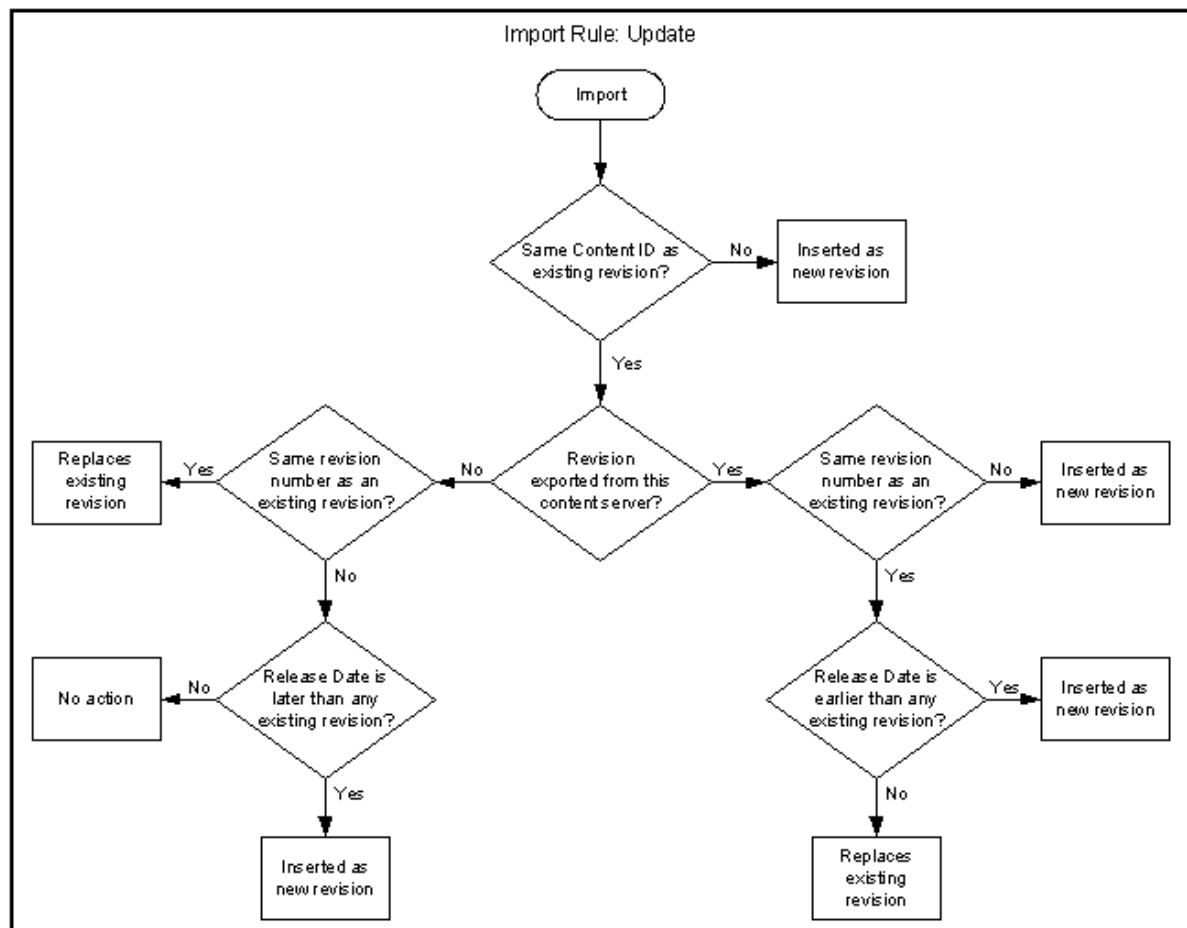 Import Rule: Update
Import
Same Content ID as
existing revision?
No
Inserted as
new revision
Yes
Replaces
existing
revision
Yes
Same revision
number as an
existing revision?
No
Revision
exported from this
content server?
Yes
Same revision
number as an
existing revision?
No
Inserted as
new revision
No
Yes
No action
No
Release Date is
later than any
existing revision?
Release Date is
earlier than any
existing revision?
Yes
Inserted as
new revision
Yes
No
Inserted as
new revision
Replaces
existing
revision